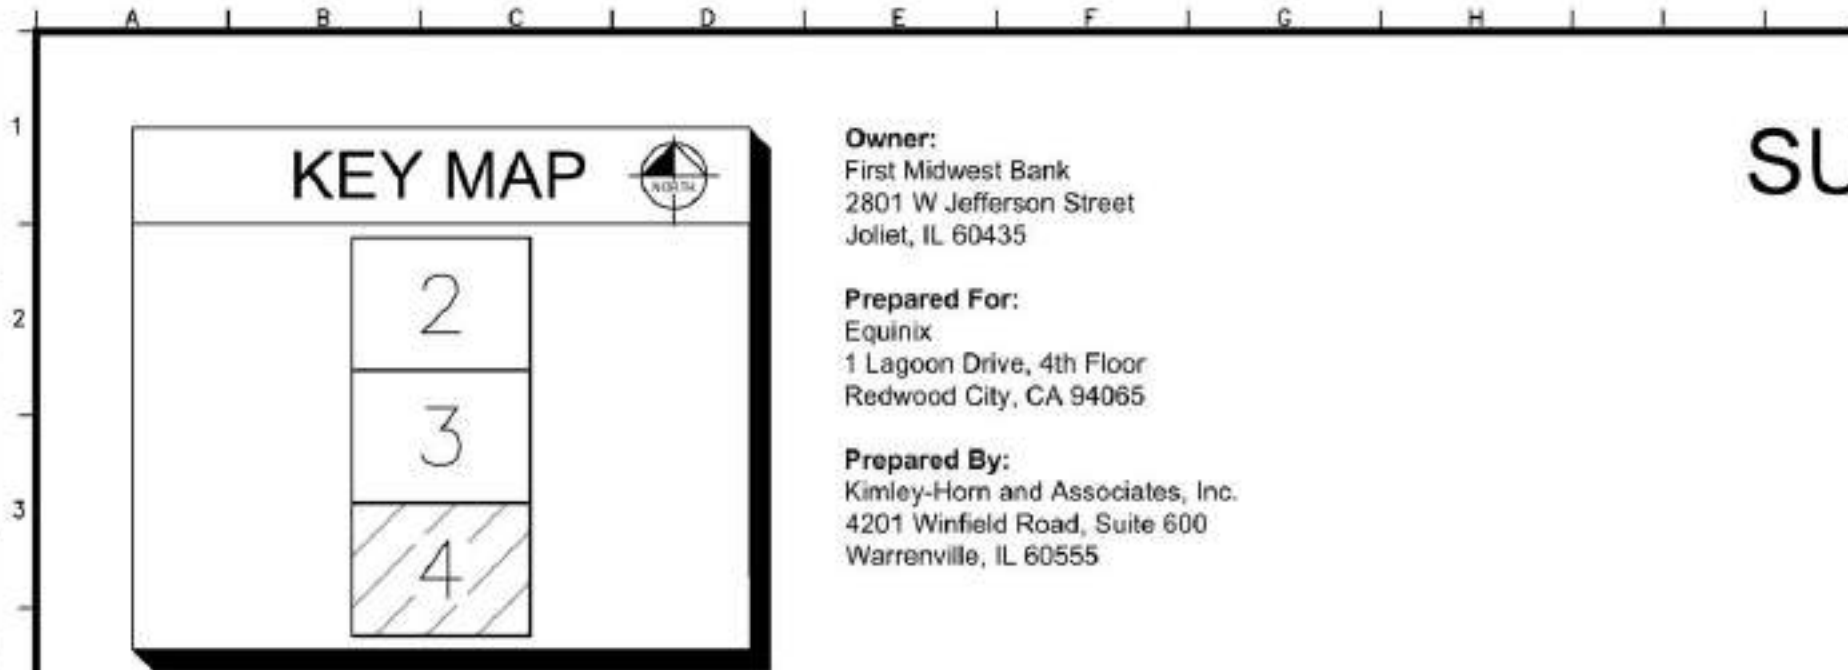 A B C D E F G H I
1
KEY MAP
NORTH
2
3
4
2
3
Owner:
First Midwest Bank
2801 W Jefferson Street
Joliet, IL 60435
Prepared For:
Equinix
1 Lagoon Drive, 4th Floor
Redwood City, CA 94065
Prepared By:
Kimley-Horn and Associates, Inc.
4201 Winfield Road, Suite 600
Warrenville, IL 60555
SU